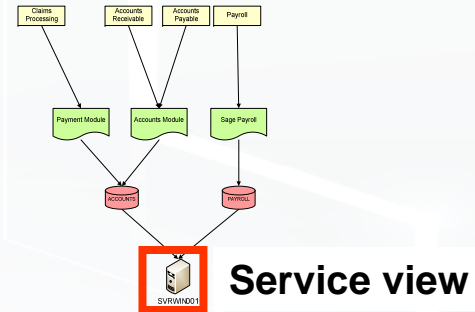 Claims
Processing
Accounts
Receivable
Accounts
Payable
Payroll
Payment Module
Accounts Module
Sage Payroll
ACCOUNTS
PAYROLL
SVRWIN001
Service view